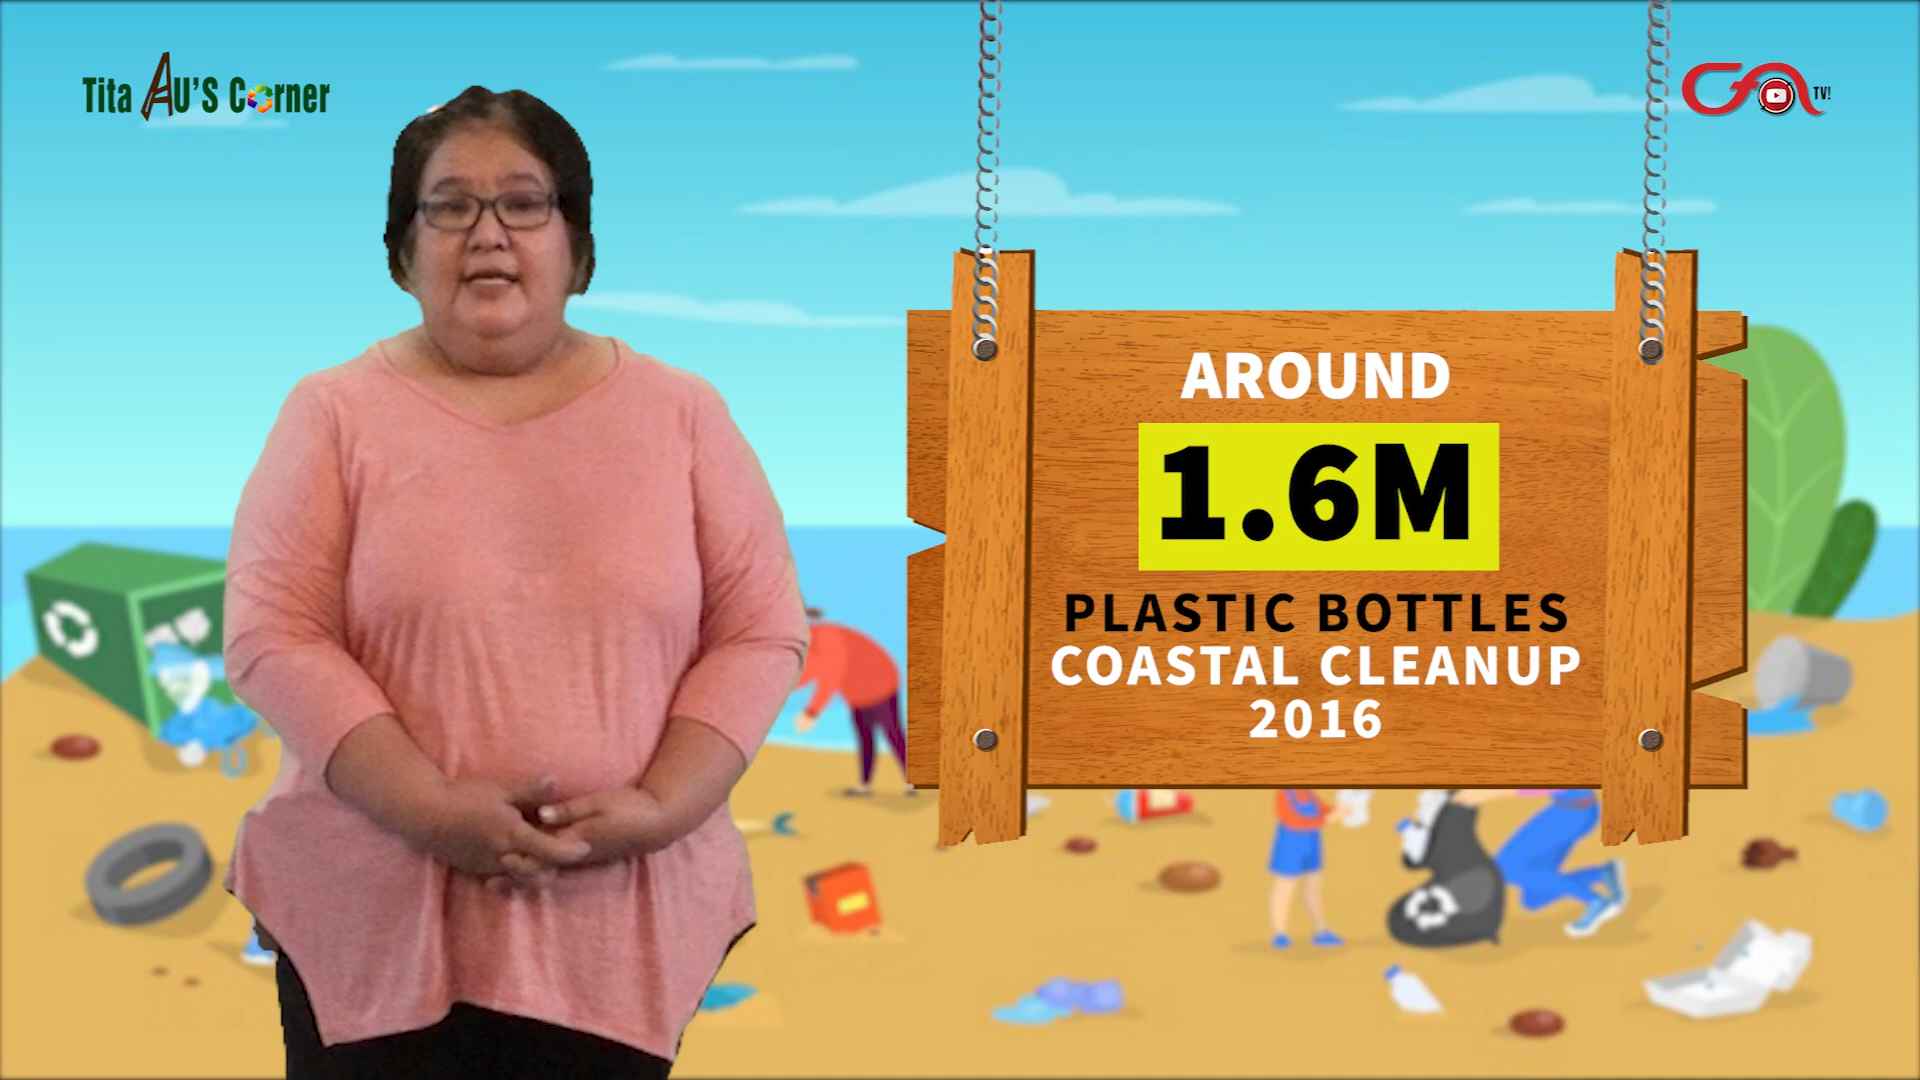 Tita AU'S Corner
TV!
AROUND
1.6M
PLASTIC BOTTLES
COASTAL CLEANUP
2016